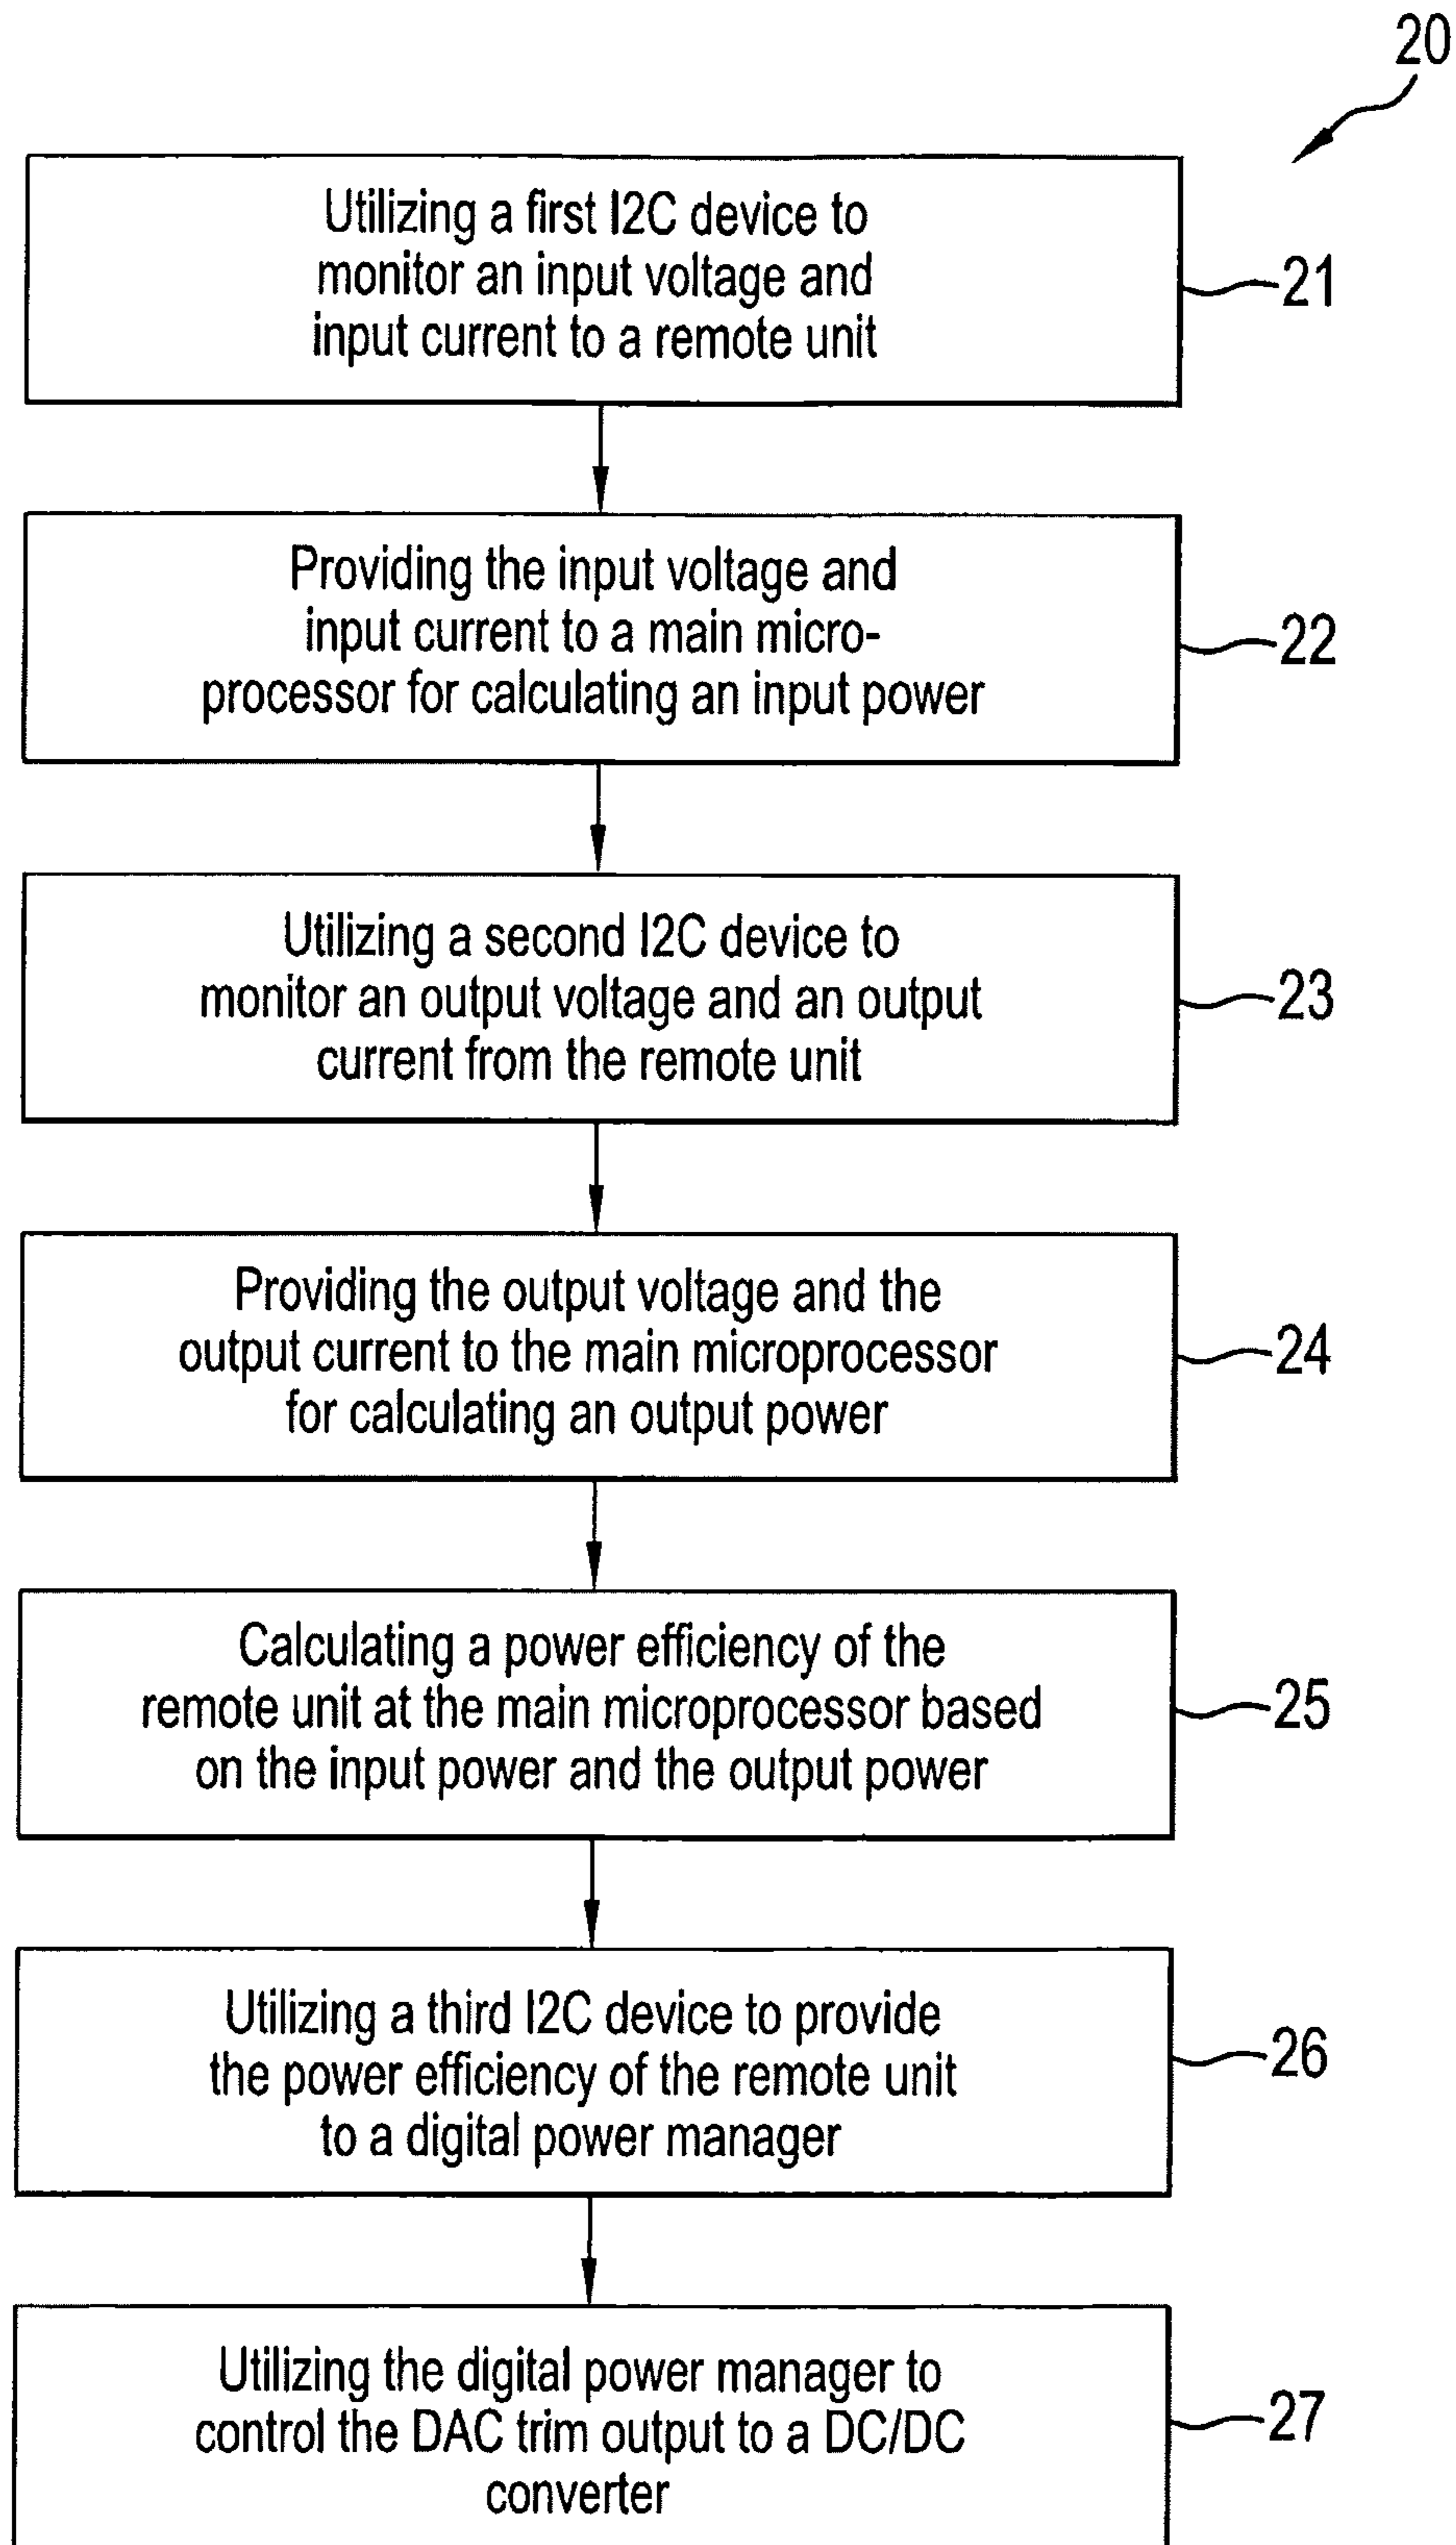 20
Utilizing a first I2C device to
monitor an input voltage and
input current to a remote unit
21
Providing the input voltage and
input current to a main micro-
processor for calculating an input power
22
Utilizing a second I2C device to
monitor an output voltage and an output
current from the remote unit
23
Providing the output voltage and the
output current to the main microprocessor
for calculating an output power
24
Calculating a power efficiency of the
remote unit at the main microprocessor based
on the input power and the output power
25
Utilizing a third I2C device to provide
the power efficiency of the remote unit
to a digital power manager
26
Utilizing the digital power manager to
control the DAC trim output to a DC/DC
converter
27